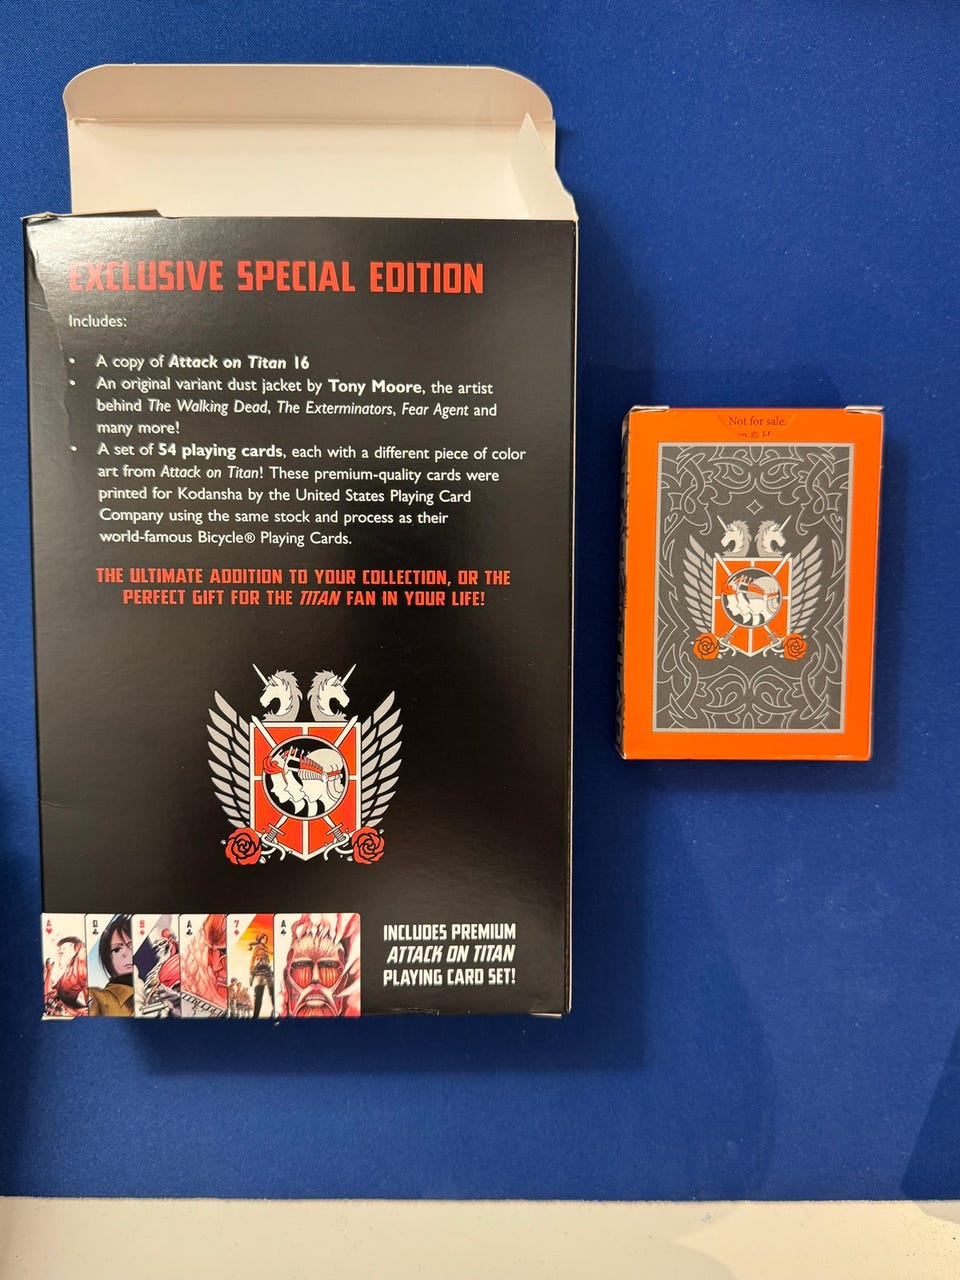 EXCLUSIVE SPECIAL EDITION
Includes:
• A copy of Attack on Titan 16
• An original variant dust jacket by Tony Moore, the artist
behind The Walking Dead, The Exterminators, Fear Agent and
many more!
• A set of 54 playing cards, each with a different piece of color
art from Attack on Titan! These premium-quality cards were
printed for Kodansha by the United States Playing Card
Company using the same stock and process as their
world-famous Bicycle® Playing Cards.
THE ULTIMATE ADDITION TO YOUR COLLECTION, OR THE
PERFECT GIFT FOR THE TITAN FAN IN YOUR LIFE!
A Q 9 A 7 A
INCLUDES PREMIUM
ATTACK ON TITAN
PLAYING CARD SET!
Not for sale.